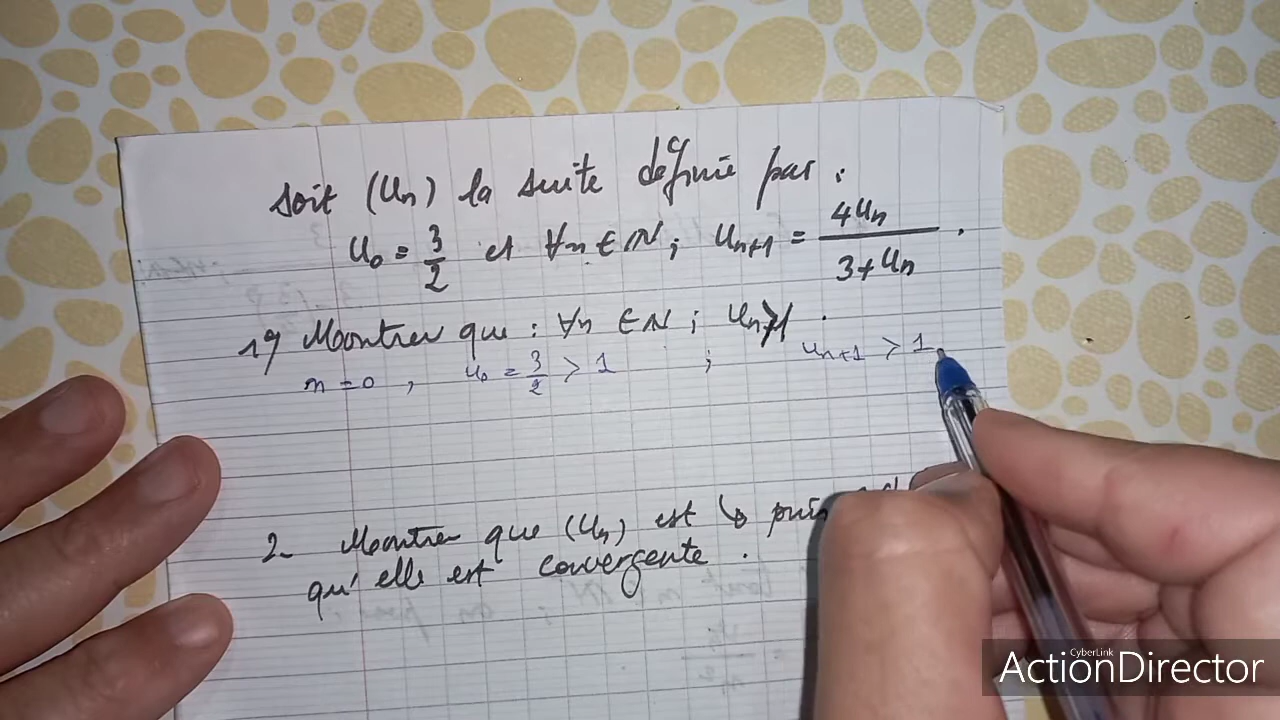 Soit (Un) la suite définie par :
U0 = 3/2 et ∀n ∈ ℕ ; Un+1 = 4Un / 3+Un .
1) Montrer que : ∀n ∈ ℕ ; Un>1 .
n = 0 , u0 = 3/2 > 1 ; un+1 > 1
2- Montrer que (Un) est ↘ puis
qu'elle est convergente .
CyberLink
ActionDirector